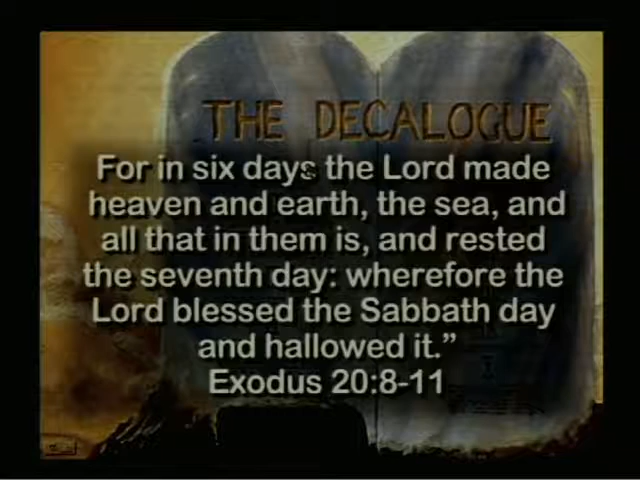 THE DECALOGUE
For in six days the Lord made
heaven and earth, the sea, and
all that in them is, and rested
the seventh day: wherefore the
Lord blessed the Sabbath day
and hallowed it.”
Exodus 20:8-11